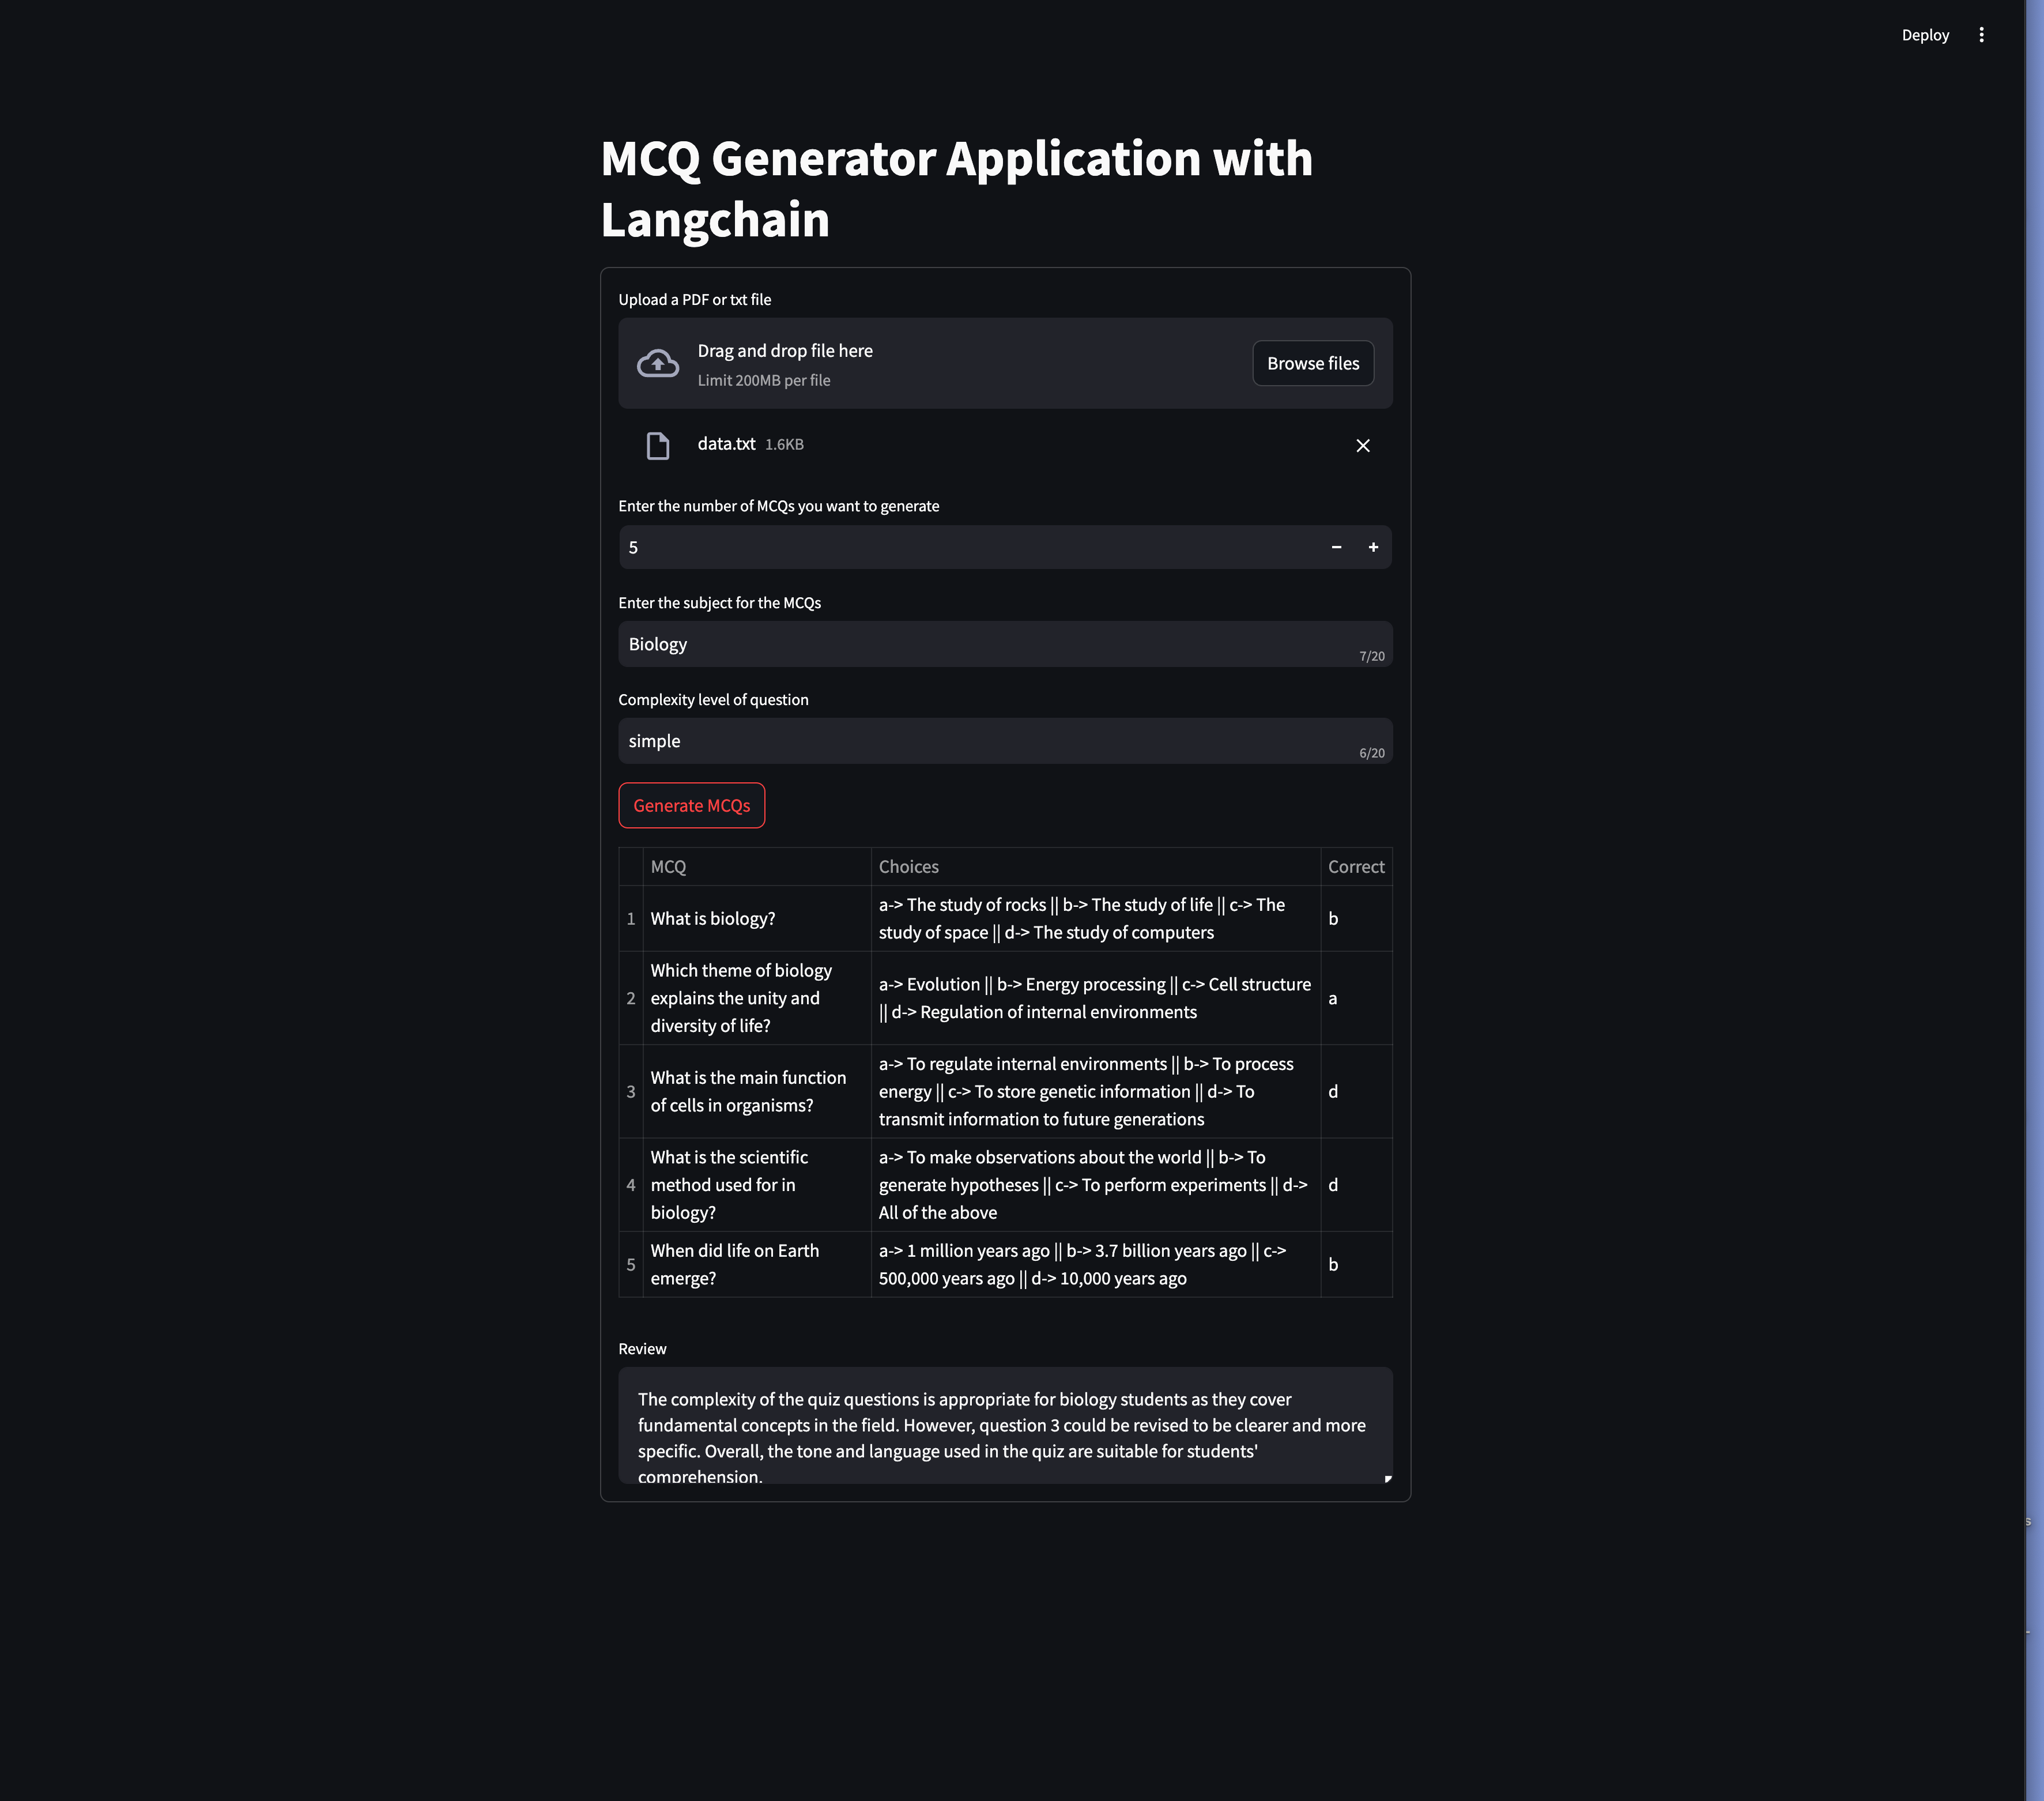 Deploy
MCQ Generator Application with
Langchain
Upload a PDF or txt file
Drag and drop file here
Limit 200MB per file
Browse files
data.txt 1.6KB
Enter the number of MCQs you want to generate
5
Enter the subject for the MCQs
Biology
7/20
Complexity level of question
simple
6/20
Generate MCQs
MCQ Choices Correct
1 What is biology? a-> The study of rocks || b-> The study of life || c-> The
study of space || d-> The study of computers b
2 Which theme of biology
explains the unity and
diversity of life? a-> Evolution || b-> Energy processing || c-> Cell structure
|| d-> Regulation of internal environments a
3 What is the main function
of cells in organisms? a-> To regulate internal environments || b-> To process
energy || c-> To store genetic information || d-> To
transmit information to future generations d
4 What is the scientific
method used for in
biology? a-> To make observations about the world || b-> To
generate hypotheses || c-> To perform experiments || d->
All of the above d
5 When did life on Earth
emerge? a-> 1 million years ago || b-> 3.7 billion years ago || c->
500,000 years ago || d-> 10,000 years ago b
Review
The complexity of the quiz questions is appropriate for biology students as they cover
fundamental concepts in the field. However, question 3 could be revised to be clearer and more
specific. Overall, the tone and language used in the quiz are suitable for students'
comprehension.